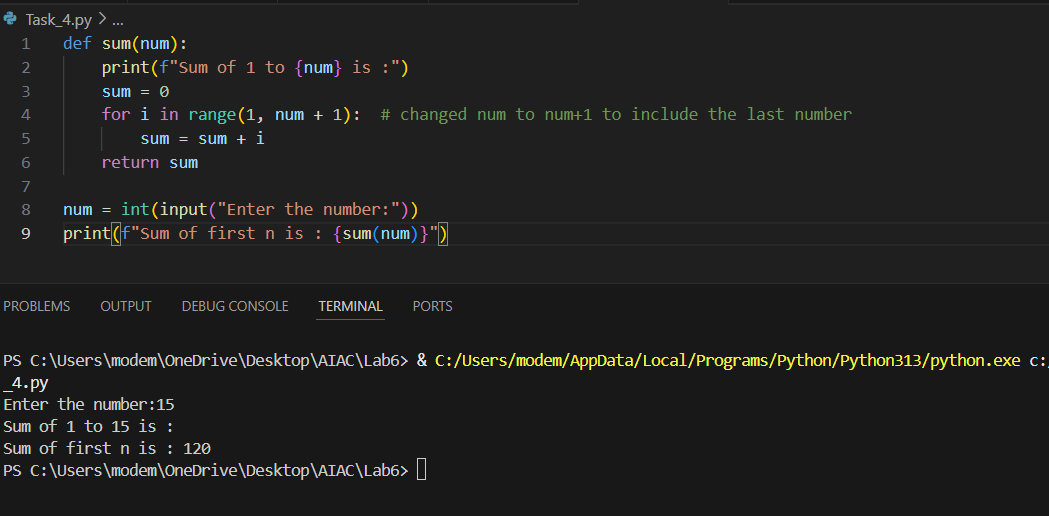 Task_4.py > ...
1 def sum(num):
2     print(f"Sum of 1 to {num} is :")
3     sum = 0
4     for i in range(1, num + 1):  # changed num to num+1 to include the last number
5         sum = sum + i
6     return sum
7
8 num = int(input("Enter the number:"))
9 print(f"Sum of first n is : {sum(num)}")
PROBLEMS OUTPUT DEBUG CONSOLE TERMINAL PORTS
PS C:\Users\modem\OneDrive\Desktop\AIAC\Lab6> & C:/Users/modem/AppData/Local/Programs/Python/Python313/python.exe c:/
_4.py
Enter the number:15
Sum of 1 to 15 is :
Sum of first n is : 120
PS C:\Users\modem\OneDrive\Desktop\AIAC\Lab6>